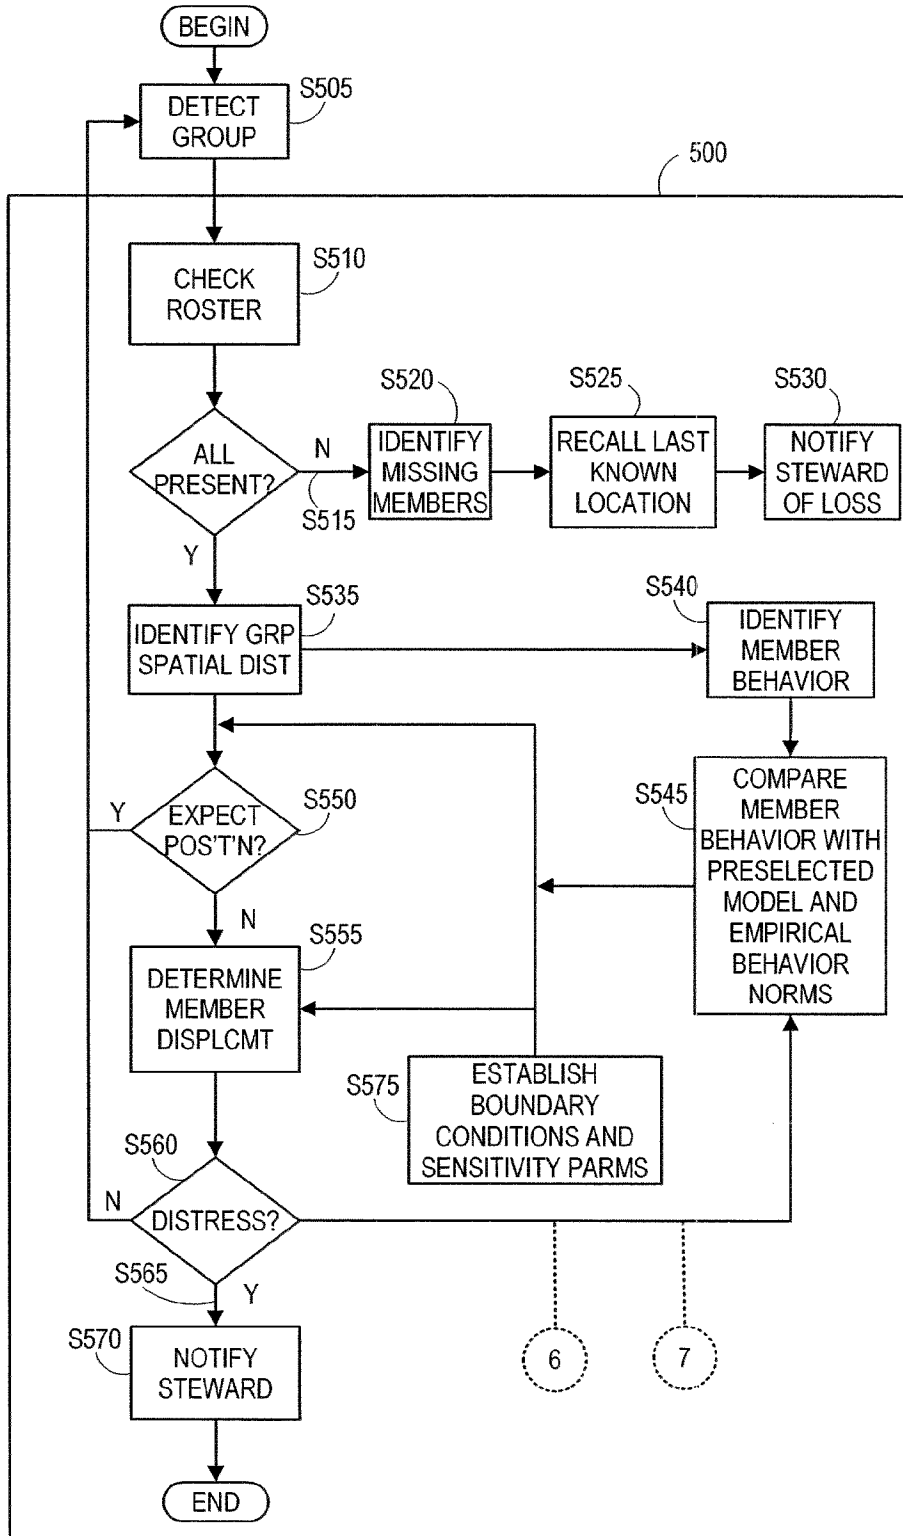 BEGIN
S505
DETECT
GROUP
500
S510
CHECK
ROSTER
S520
S525
S530
ALL
PRESENT?
N
S515
IDENTIFY
MISSING
MEMBERS
RECALL LAST
KNOWN
LOCATION
NOTIFY
STEWARD
OF LOSS
Y
S535
IDENTIFY GRP
SPATIAL DIST
S540
IDENTIFY
MEMBER
BEHAVIOR
Y
EXPECT
POS'T'N?
S550
S545
COMPARE
MEMBER
BEHAVIOR WITH
PRESELECTED
MODEL AND
EMPIRICAL
BEHAVIOR
NORMS
N
S555
DETERMINE
MEMBER
DISPLCMT
S575
ESTABLISH
BOUNDARY
CONDITIONS AND
SENSITIVITY PARMS
S560
N
DISTRESS?
S565
Y
S570
NOTIFY
STEWARD
6
7
END